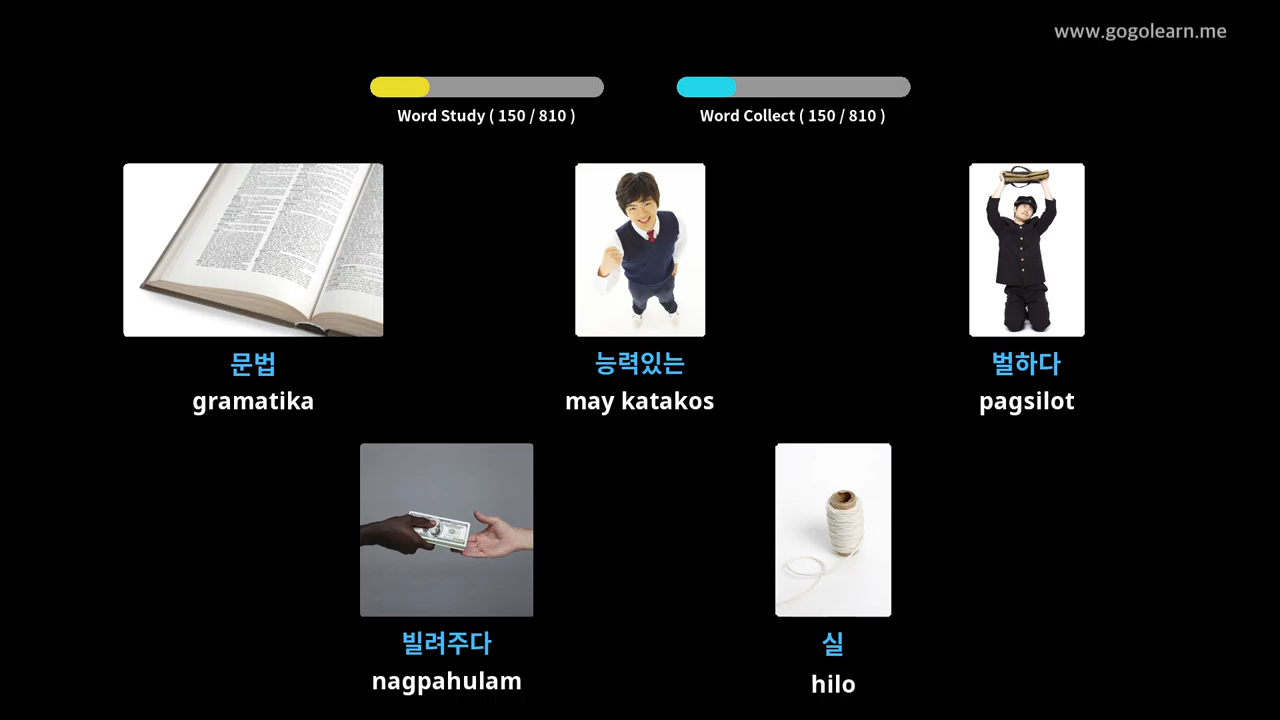 www.gogolearn.me
Word Study ( 150 / 810 )
Word Collect ( 150 / 810 )
문법
gramatika
능력있는
may katakos
벌하다
pagsilot
빌려주다
nagpahulam
실
hilo